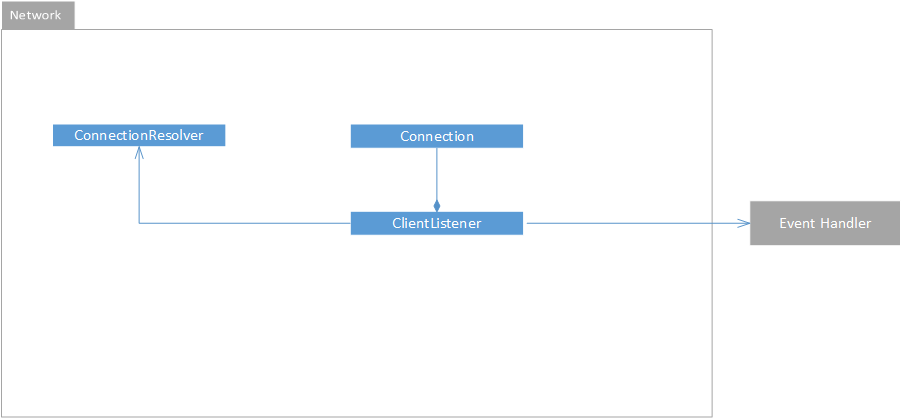 Network
ConnectionResolver
Connection
ClientListener
Event Handler